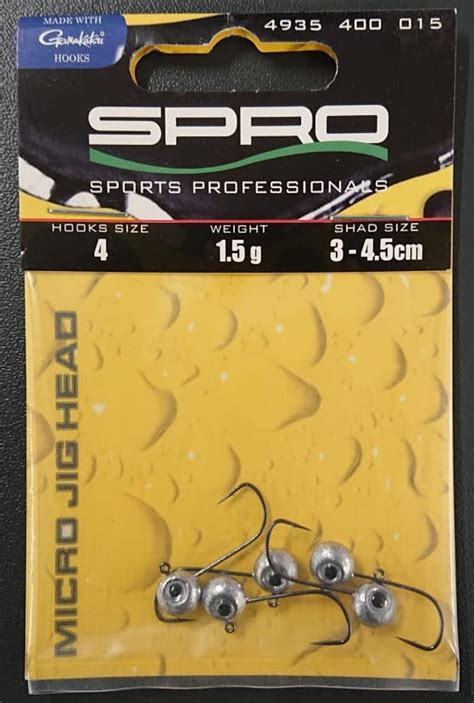 MADE WITH
Gamakatsu
HOOKS
4935 400 015
SPRO
SPORTS PROFESSIONALS
HOOKS SIZE
4
WEIGHT
1.5 g
SHAD SIZE
3 - 4.5cm
MICRO JIG HEAD